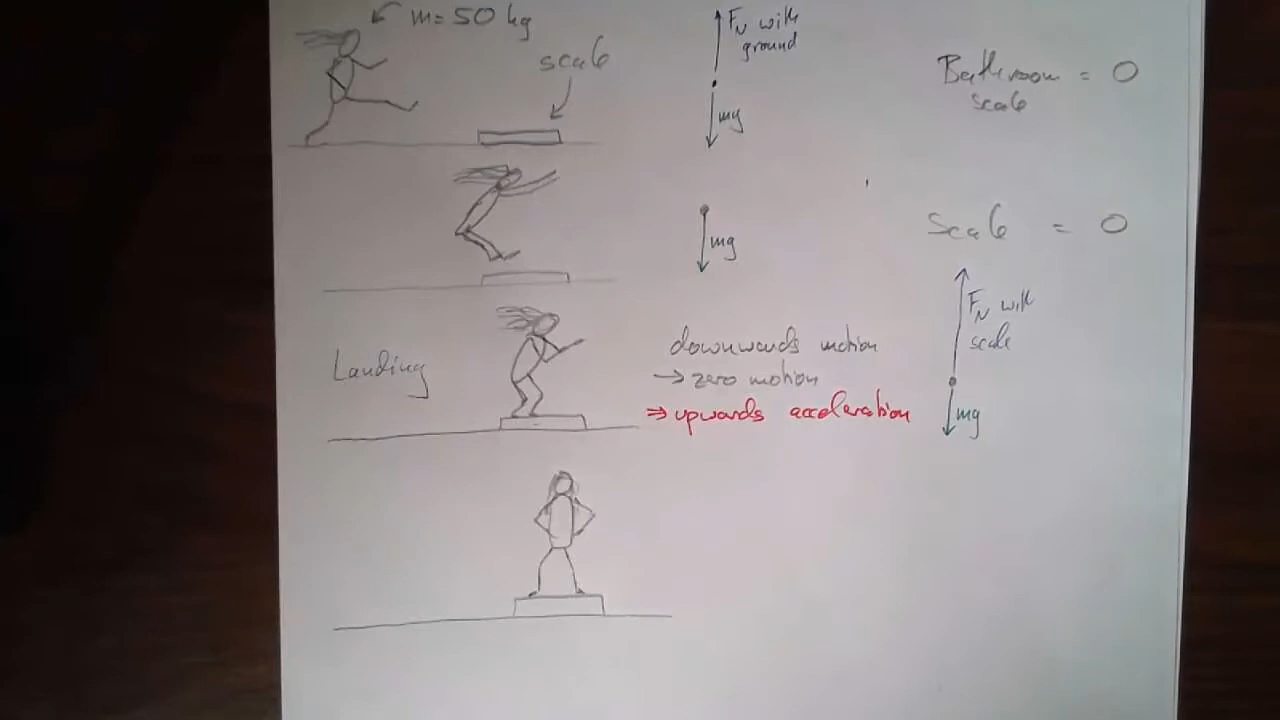 m = 50 kg
scale
F_N with
ground
mg
Bathroom = 0
scale
mg
Scale = 0
Landing
downwards motion
→ zero motion
⇒ upwards acceleration
F_N with
scale
mg